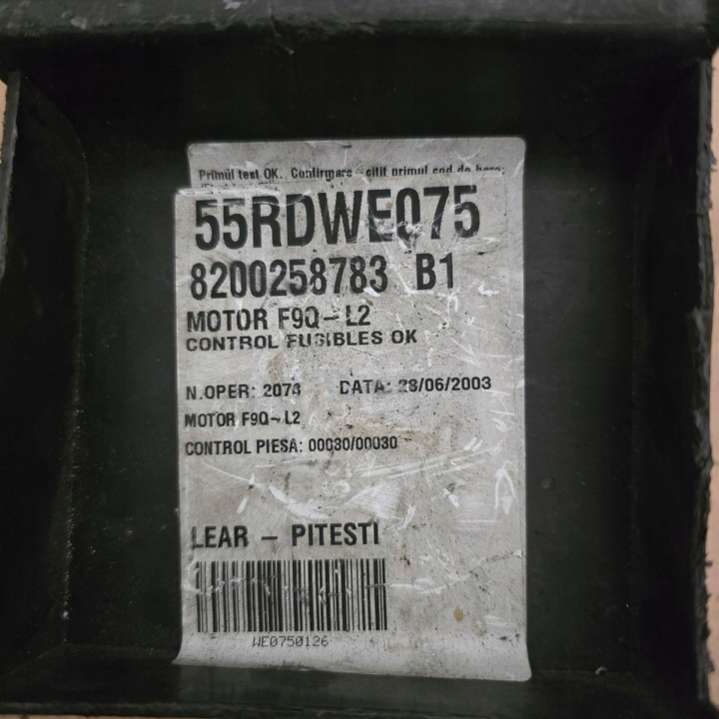 Primul test OK. Confirmare - citit primul cod de bare
55RDWE075
8200258783 B1
MOTOR F9Q-L2
CONTROL FUSIBLES OK
N.OPER: 2073 DATA: 28/06/2003
MOTOR F9Q-L2
CONTROL PIESA: 00030/00030
LEAR - PITESTI
WE0750126